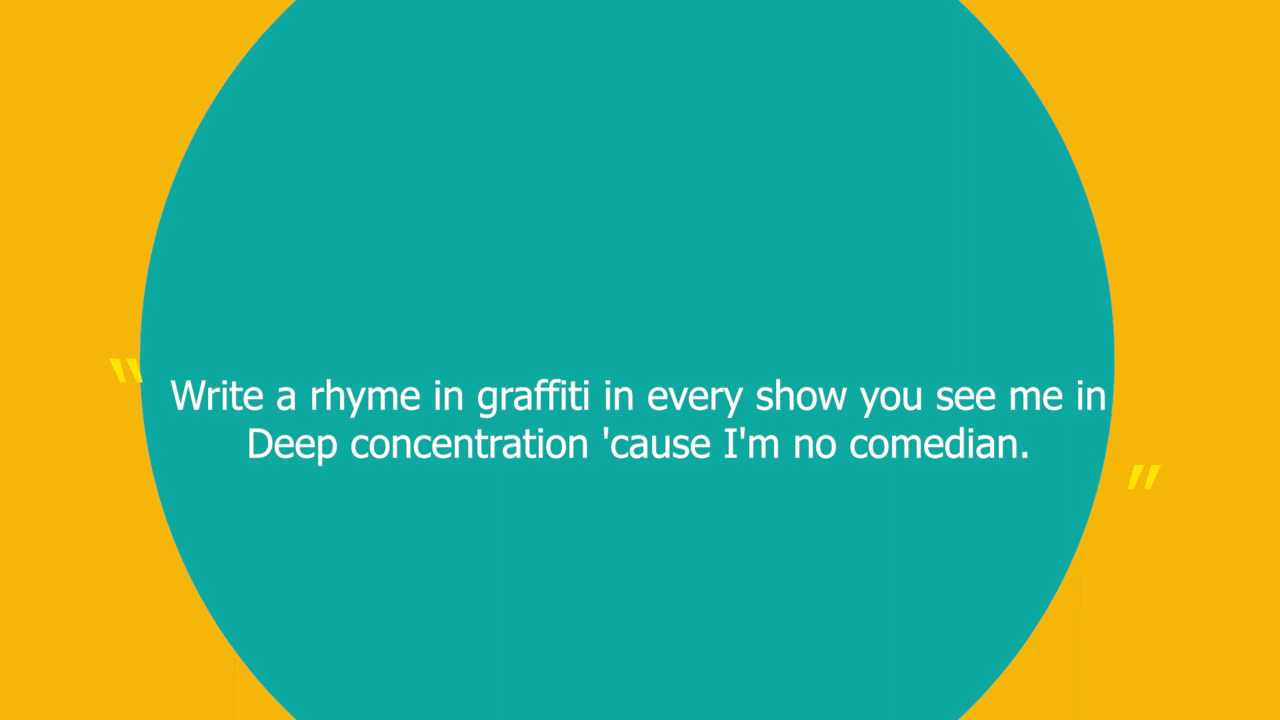 “Write a rhyme in graffiti in every show you see me in
Deep concentration 'cause I'm no comedian.”